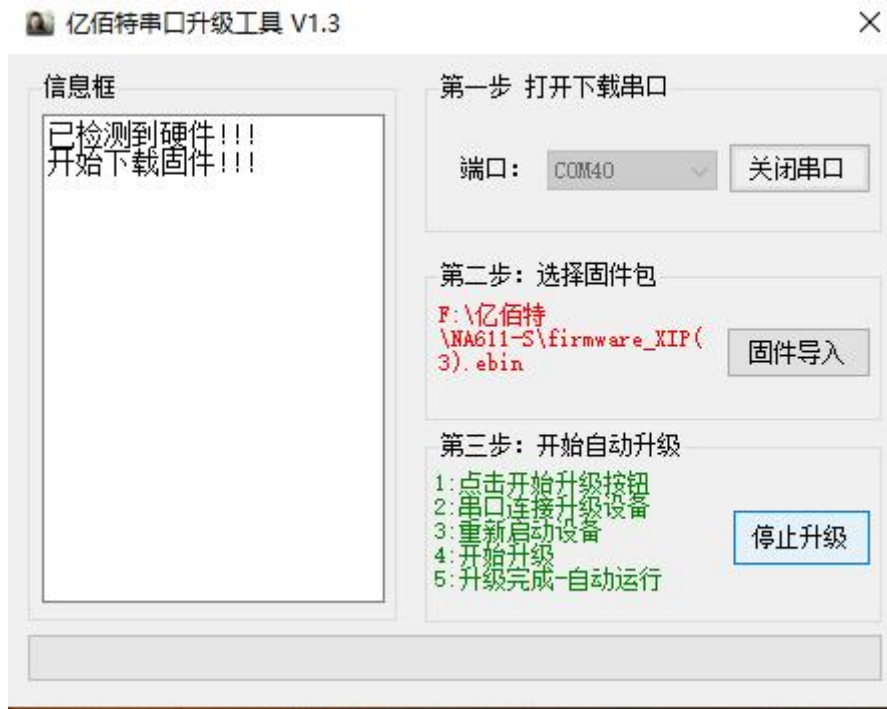 亿佰特串口升级工具 V1.3
信息框
已检测到硬件!!!
开始下载固件!!!
第一步 打开下载串口
端口：
COM40
关闭串口
第二步：选择固件包
F:\亿佰特
\NA611-S\firmware_XIP(
3).ebin
固件导入
第三步：开始自动升级
1:点击开始升级按钮
2:串口连接升级设备
3:重新启动设备
4:开始升级
5:升级完成-自动运行
停止升级